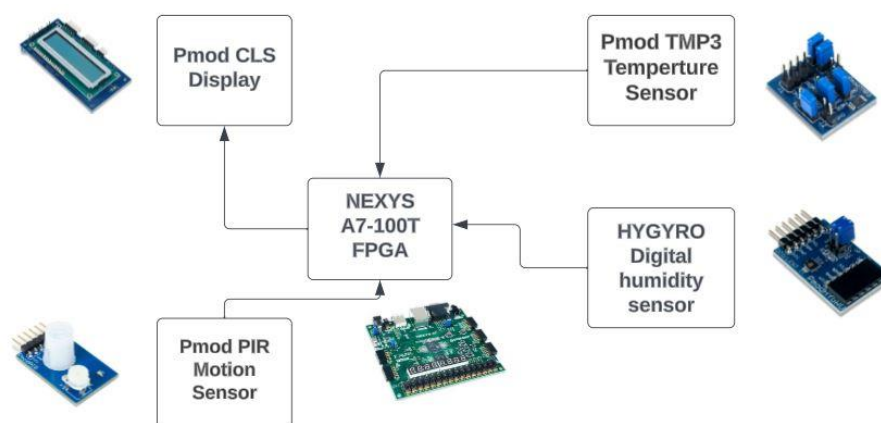 Pmod CLS
Display
Pmod TMP3
Temperture
Sensor
NEXYS
A7-100T
FPGA
HYGYRO
Digital
humidity
sensor
Pmod PIR
Motion
Sensor